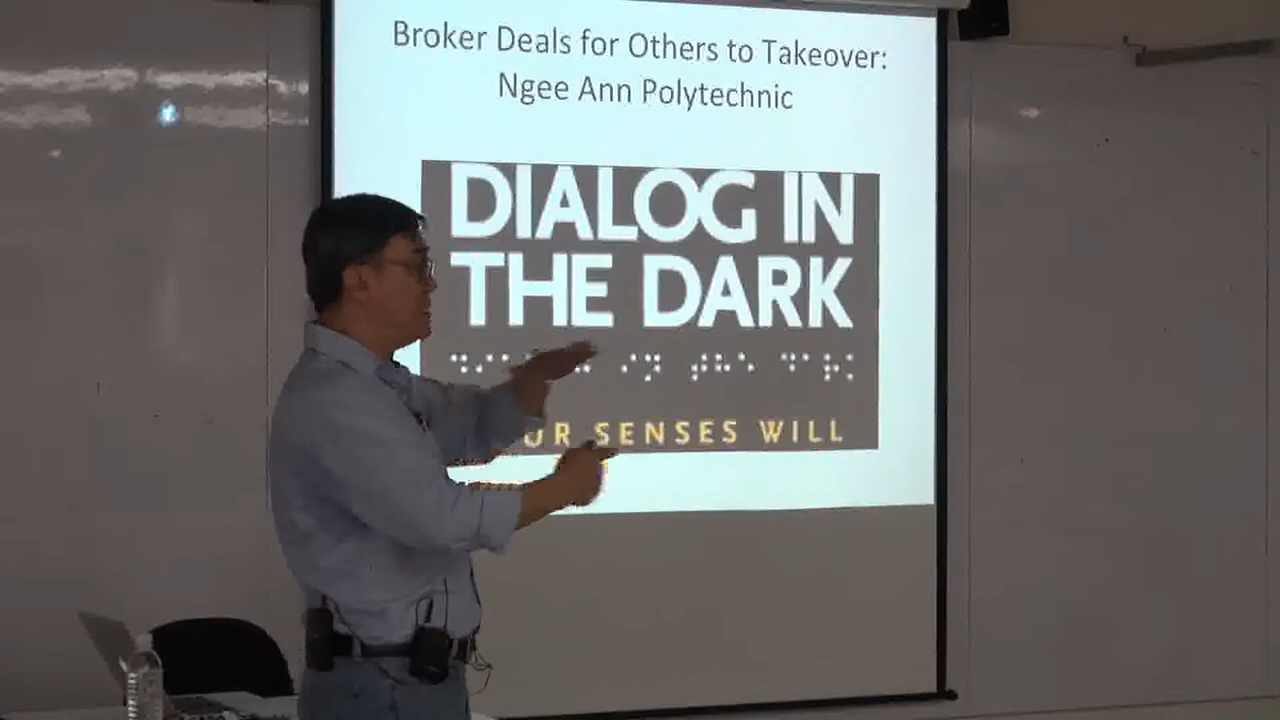 Broker Deals for Others to Takeover:
Ngee Ann Polytechnic
DIALOG IN
THE DARK
SENSES WILL